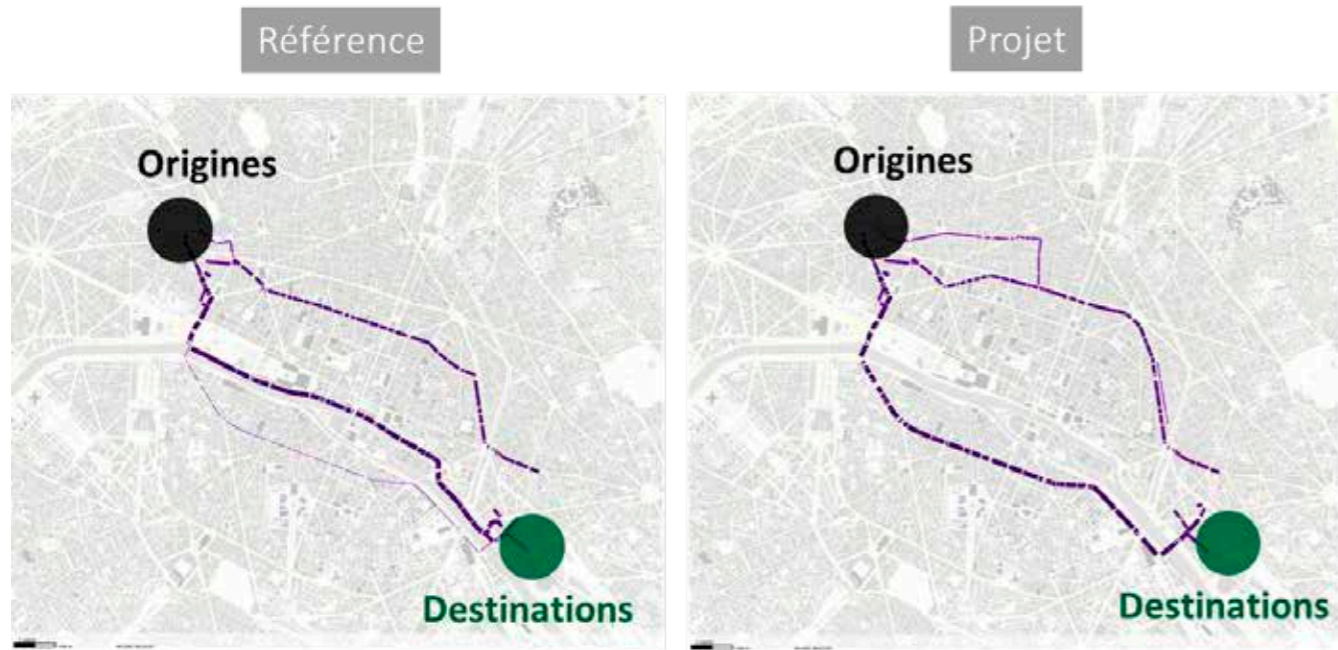 Référence
Projet
Origines
Origines
Destinations
Destinations